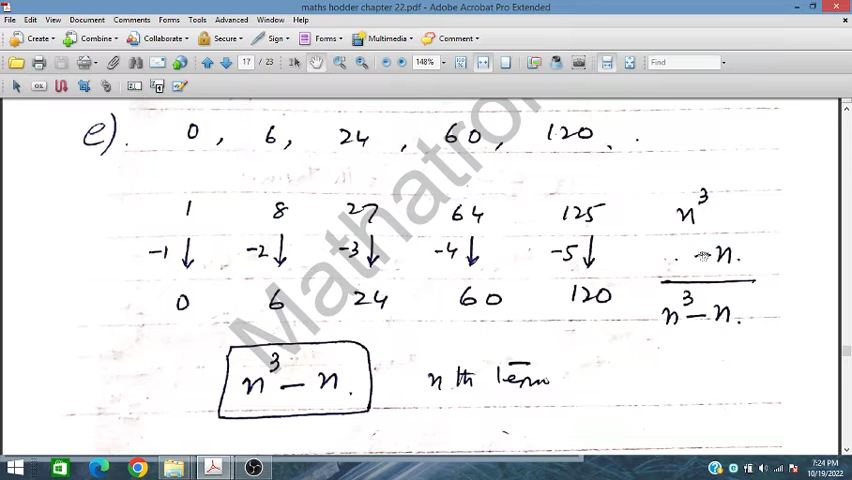 maths hodder chapter 22.pdf - Adobe Acrobat Pro Extended
File Edit View Document Comments Forms Tools Advanced Window Help
Create Combine Collaborate Secure Sign Forms Multimedia Comment
17 / 23 148% Find
e). 0, 6, 24, 60, 120, .
1 8 27 64 125 n³
-1↓ -2↓ -3↓ -4↓ -5↓ -n.
0 6 24 60 120 n³ - n.
n³ - n. nth term
Mathatron
7:24 PM
10/19/2022